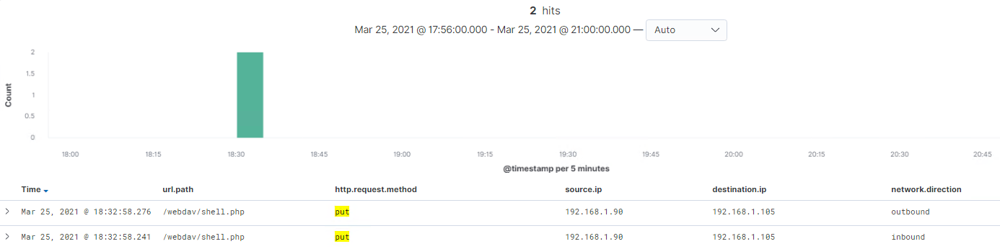 2 hits
Mar 25, 2021 @ 17:56:00.000 - Mar 25, 2021 @ 21:00:00.000 — Auto
Count
2
1.5
1
0.5
0
18:00 18:15 18:30 18:45 19:00 19:15 19:30 19:45 20:00 20:15 20:30 20:45
@timestamp per 5 minutes
Time url.path http.request.method source.ip destination.ip network.direction
Mar 25, 2021 @ 18:32:58.276 /webdav/shell.php put 192.168.1.90 192.168.1.105 outbound
Mar 25, 2021 @ 18:32:58.241 /webdav/shell.php put 192.168.1.90 192.168.1.105 inbound